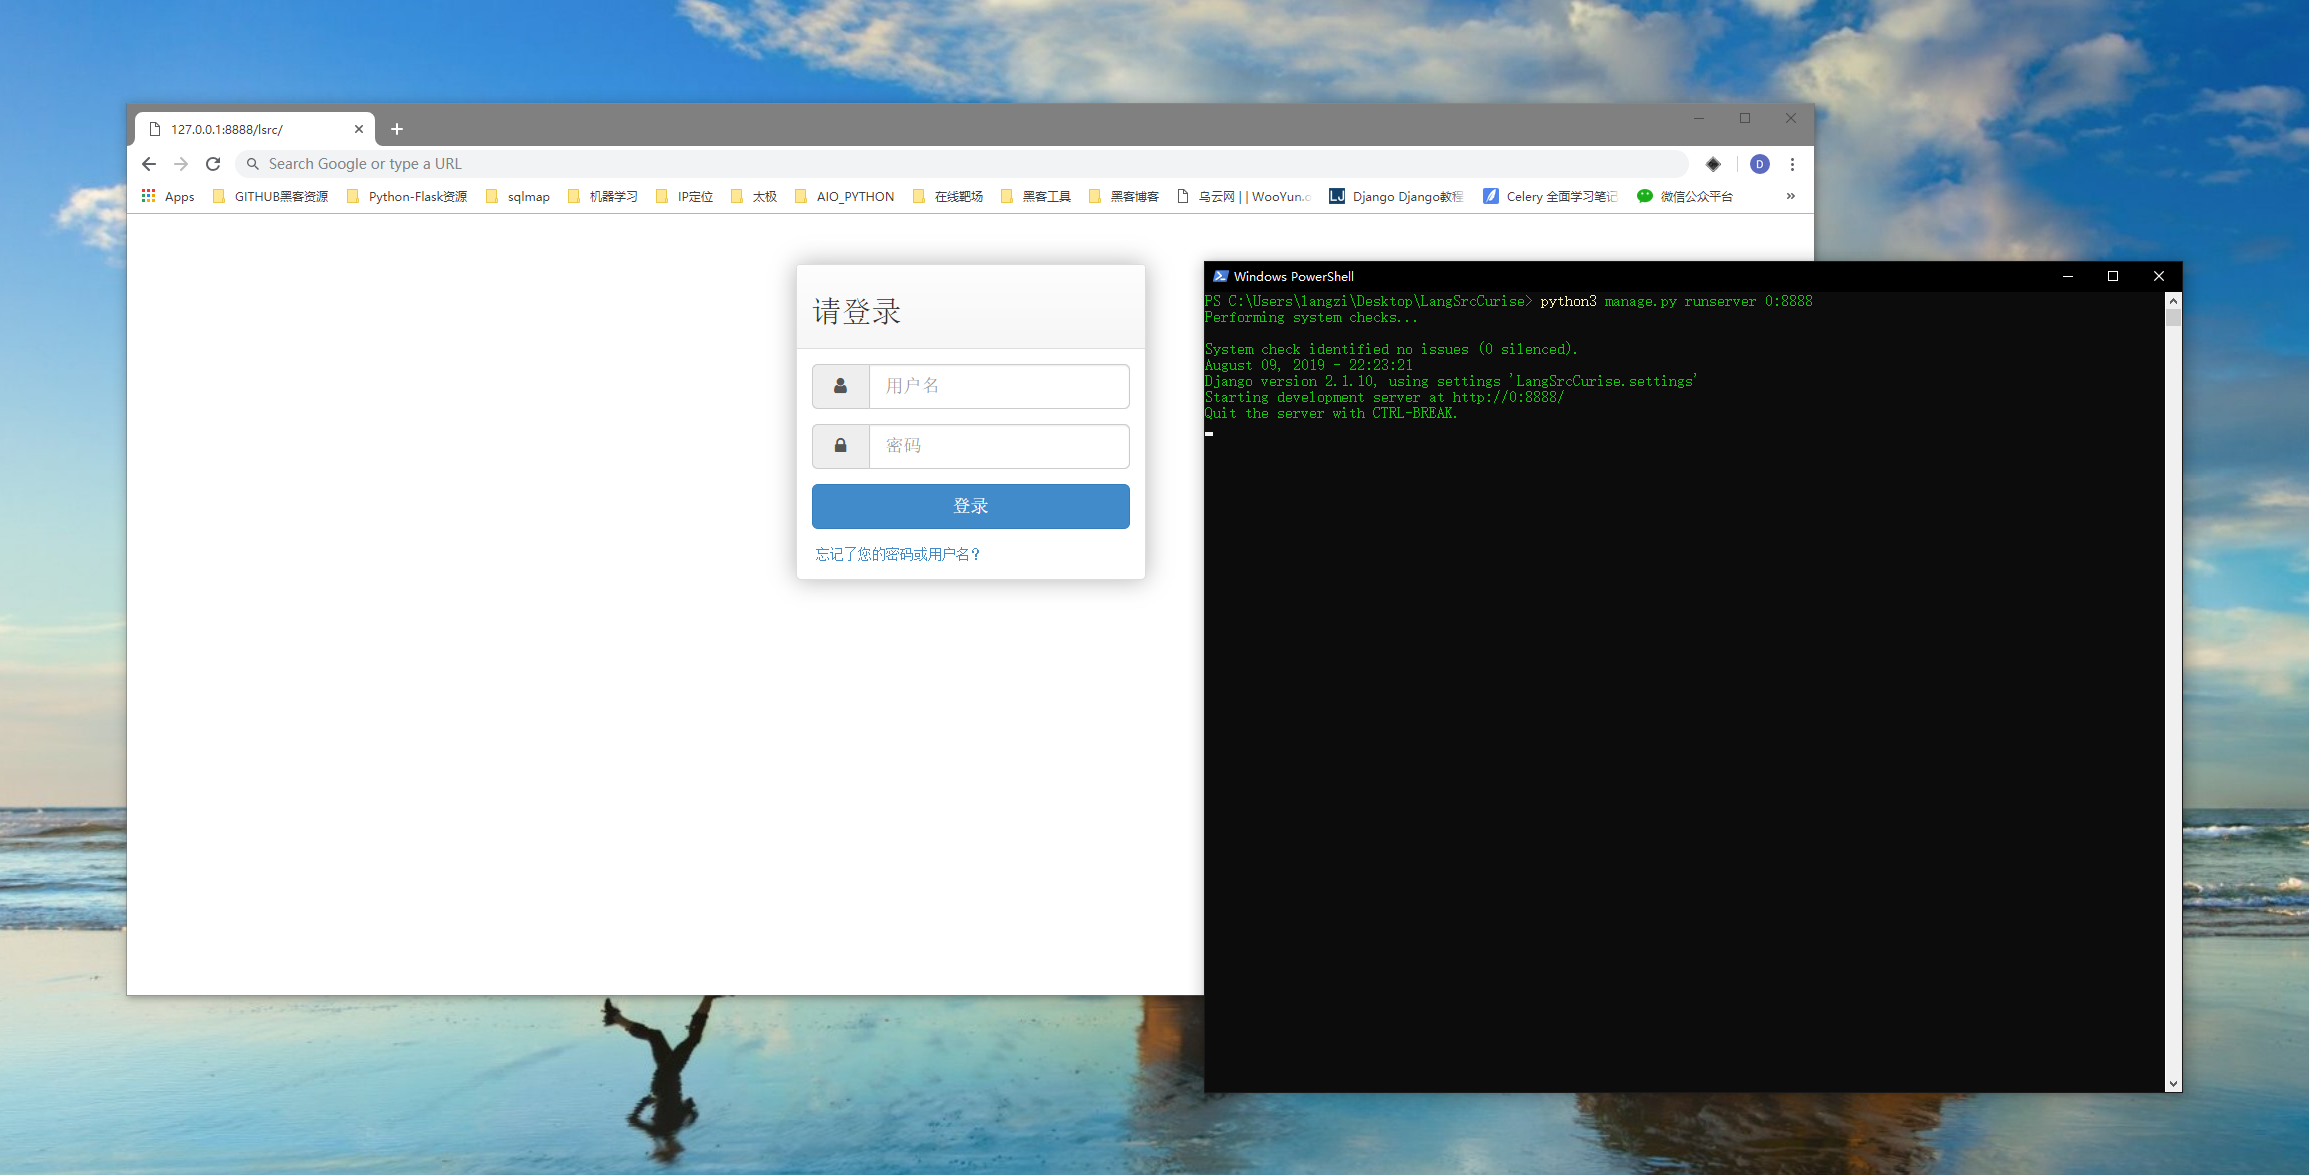 127.0.0.1:8888/lsrc/
Search Google or type a URL
D
Apps GITHUB黑客资源 Python-Flask资源 sqlmap 机器学习 IP定位 太极 AIO_PYTHON 在线靶场 黑客工具 黑客博客 乌云网 | | WooYun.o LJ Django Django教程 Celery 全面学习笔记 微信公众平台 »
请登录
用户名
密码
登录
忘记了您的密码或用户名？
Windows PowerShell
PS C:\Users\langzi\Desktop\LangSrcCurise> python3 manage.py runserver 0:8888
Performing system checks...
System check identified no issues (0 silenced).
August 09, 2019 - 22:23:21
Django version 2.1.10, using settings 'LangSrcCurise.settings'
Starting development server at http://0:8888/
Quit the server with CTRL-BREAK.